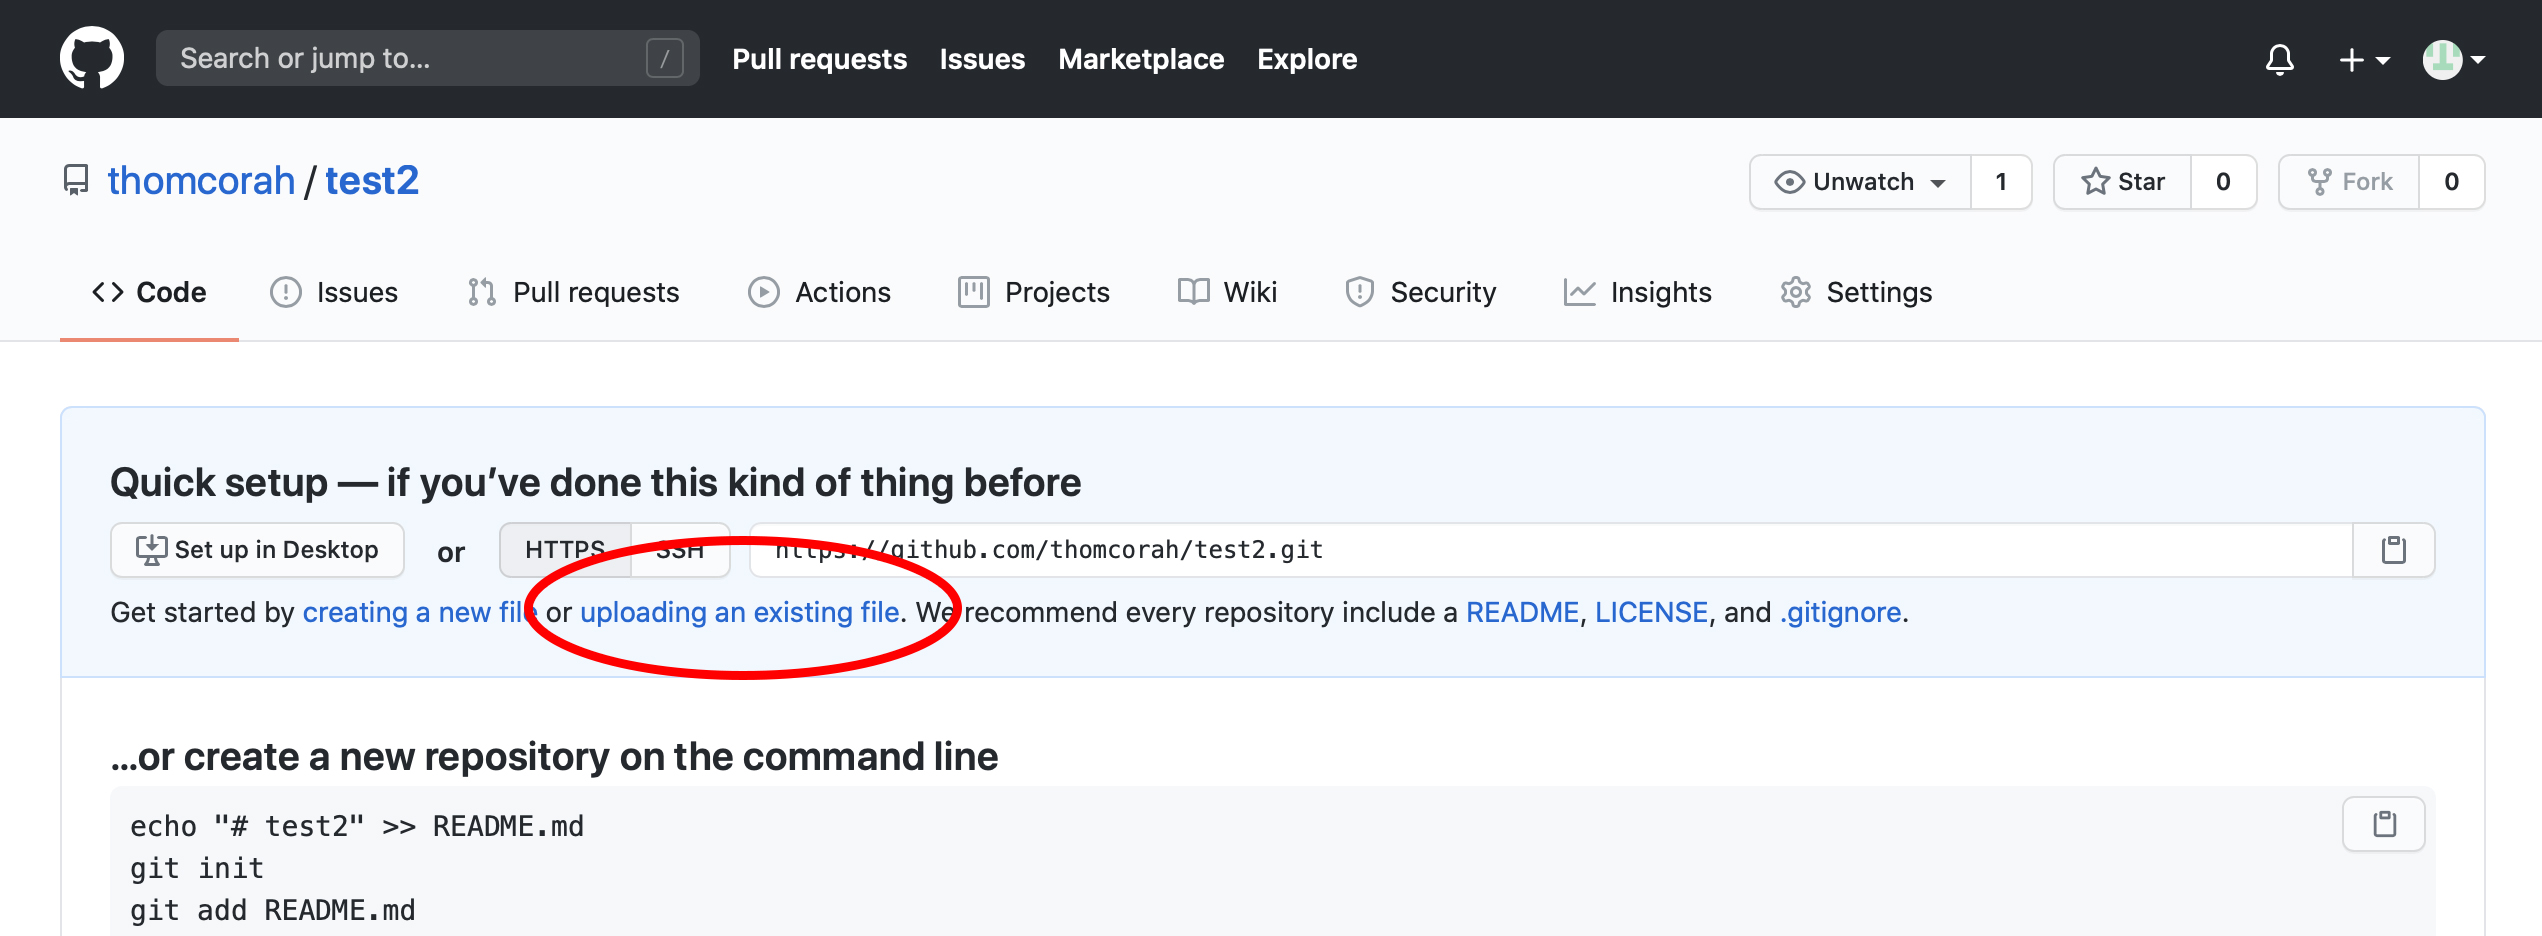 Search or jump to... / Pull requests Issues Marketplace Explore
thomcorah / test2 Unwatch 1 Star 0 Fork 0
Code Issues Pull requests Actions Projects Wiki Security Insights Settings
Quick setup — if you’ve done this kind of thing before
Set up in Desktop or HTTPS SSH https://github.com/thomcorah/test2.git
Get started by creating a new file or uploading an existing file. We recommend every repository include a README, LICENSE, and .gitignore.
...or create a new repository on the command line
echo "# test2" >> README.md
git init
git add README.md